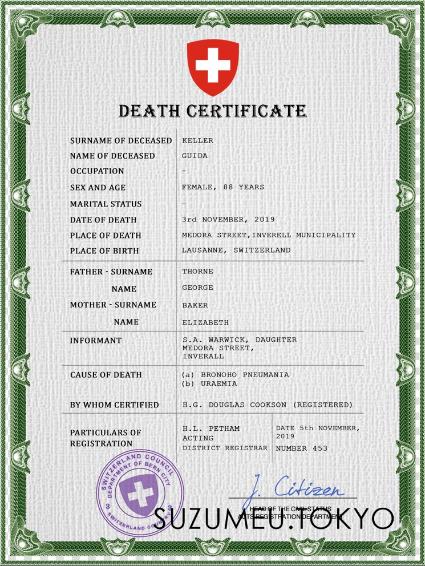 DEATH CERTIFICATE
SURNAME OF DECEASED KELLER
NAME OF DECEASED GUIDA
OCCUPATION -
SEX AND AGE FEMALE, 88 YEARS
MARITAL STATUS -
DATE OF DEATH 3rd NOVEMBER, 2019
PLACE OF DEATH MEDORA STREET,INVERELL MUNICIPALITY
PLACE OF BIRTH LAUSANNE, SWITZERLAND
FATHER - SURNAME THORNE
NAME GEORGE
MOTHER - SURNAME BAKER
NAME ELIZABETH
INFORMANT S.A. WARWICK, DAUGHTER
MEDORA STREET,
INVERALL
CAUSE OF DEATH (a) BRONOHO PNEUMANIA
(b) URAEMIA
BY WHOM CERTIFIED H.G. DOUGLAS COOKSON (REGISTERED)
PARTICULARS OF REGISTRATION
H.L. PETHAM
ACTING
DISTRICT REGISTRAR
DATE 5th NOVEMBER,
2019
NUMBER 453
SWITZERLAND COUNCIL
DEPARTMENT OF BERN CITY
SWITZERLAND COUNCIL
J. Citizen
HEAD OF THE CIVIL STATUS
REGISTRATION DEPARTMENT
SUZUMEU.TOKYO